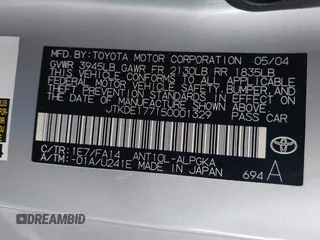 MFD. BY: TOYOTA MOTOR CORPORATION 05/04
GVWR 3945LB GAWR FR 2130LB RR 1835LB
THIS VEHICLE CONFORMS TO ALL APPLICABLE
FEDERAL MOTOR VEHICLE SAFETY,
BUMPER, AND THEFT PREVENTION STANDARDS IN
EFFECT ON THE DATE OF
MANUFACTURE SHOWN ABOVE.
JTKDE177150001329 PASS CAR
C/TR: 1E7/FA14 ANT10L-ALPGKA
A/TM: -01A/U241E MADE IN JAPAN
TOYOTA
694 A
DREAMBID